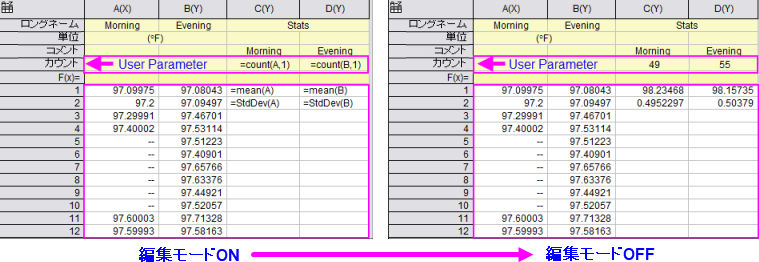 A(X) B(Y) C(Y) D(Y)
ロングネーム Morning Evening Stats
単位 (°F)
コメント Morning Evening
カウント User Parameter =count(A,1) =count(B,1)
F(x)=
1 97.09975 97.08043 =mean(A) =mean(B)
2 97.2 97.09497 =StdDev(A) =StdDev(B)
3 97.29991 97.46701
4 97.40002 97.53114
5 -- 97.51223
6 -- 97.40901
7 -- 97.65766
8 -- 97.63376
9 -- 97.44921
10 -- 97.52057
11 97.60003 97.71328
12 97.59993 97.58163
A(X) B(Y) C(Y) D(Y)
ロングネーム Morning Evening Stats
単位 (°F)
コメント Morning Evening
カウント User Parameter 49 55
F(x)=
1 97.09975 97.08043 98.23468 98.15735
2 97.2 97.09497 0.4952297 0.50379
3 97.29991 97.46701
4 97.40002 97.53114
5 -- 97.51223
6 -- 97.40901
7 -- 97.65766
8 -- 97.63376
9 -- 97.44921
10 -- 97.52057
11 97.60003 97.71328
12 97.59993 97.58163
編集モードON 編集モードOFF